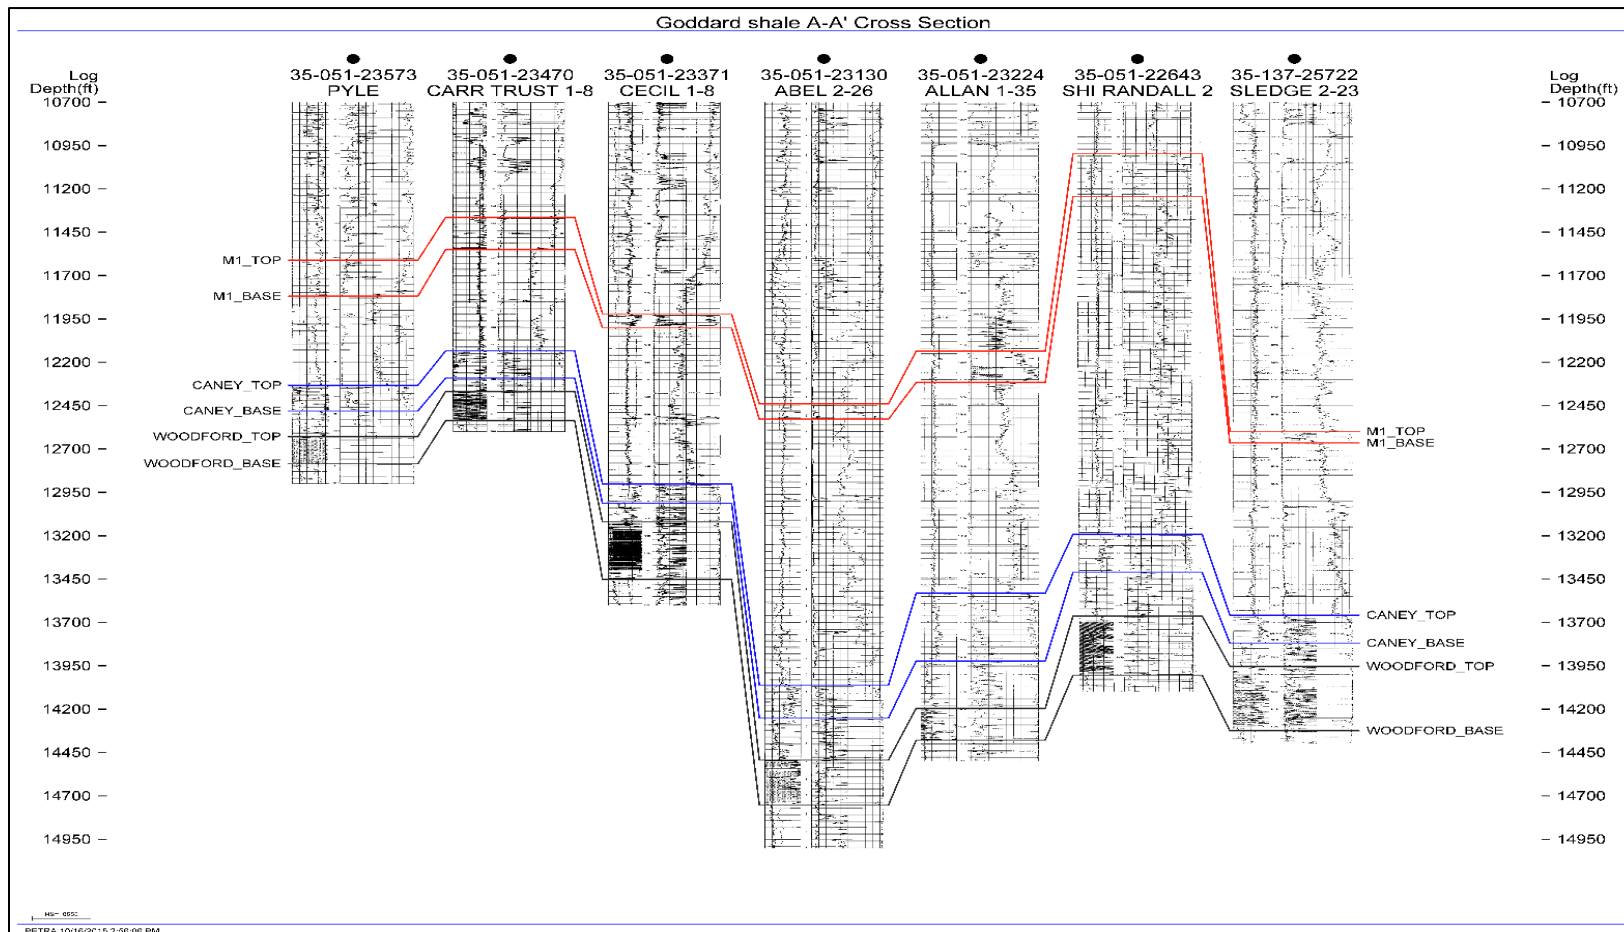 Goddard shale A-A' Cross Section
Log
Depth(ft)
35-051-23573
PYLE
35-051-23470
CARR TRUST 1-8
35-051-23371
CECIL 1-8
35-051-23130
ABEL 2-26
35-051-23224
ALLAN 1-35
35-051-22643
SHI RANDALL 2
35-137-25722
SLEDGE 2-23
Log
Depth(ft)
10700
10950
11200
11450
11700
11950
12200
12450
12700
12950
13200
13450
13700
13950
14200
14450
14700
14950
M1_TOP
M1_BASE
CANEY_TOP
CANEY_BASE
WOODFORD_TOP
WOODFORD_BASE
M1_TOP
M1_BASE
CANEY_TOP
CANEY_BASE
WOODFORD_TOP
WOODFORD_BASE
10700
10950
11200
11450
11700
11950
12200
12450
12700
12950
13200
13450
13700
13950
14200
14450
14700
14950